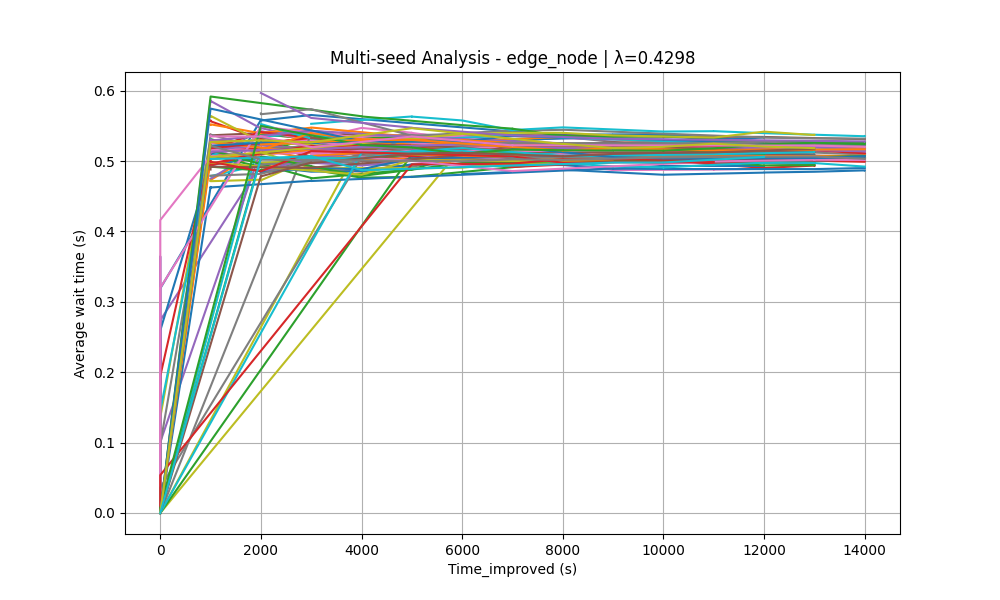 Multi-seed Analysis - edge_node | λ=0.4298
0.6
0.5
0.4
0.3
0.2
0.1
0.0
Average wait time (s)
0 2000 4000 6000 8000 10000 12000 14000
Time_improved (s)